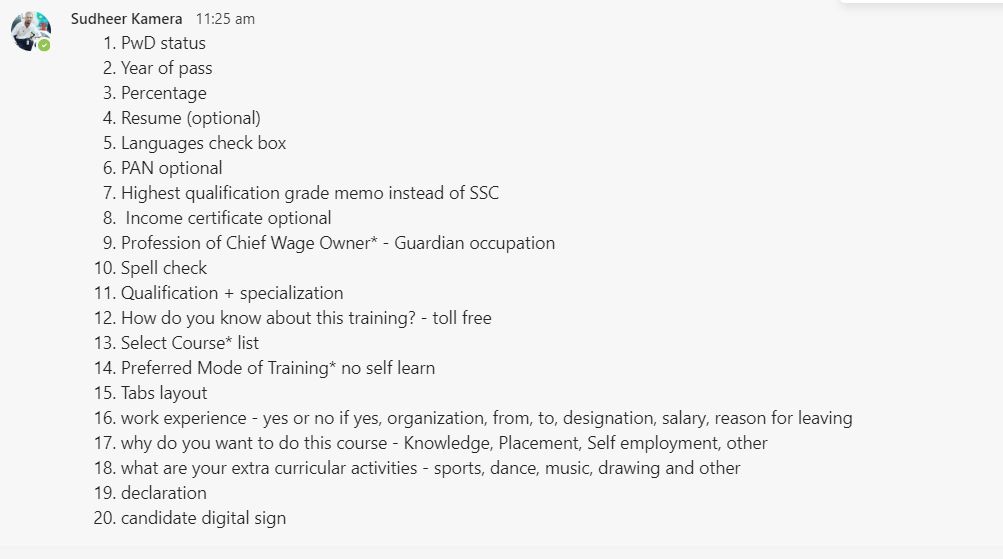 Sudheer Kamera 11:25 am
1. PwD status
2. Year of pass
3. Percentage
4. Resume (optional)
5. Languages check box
6. PAN optional
7. Highest qualification grade memo instead of SSC
8. Income certificate optional
9. Profession of Chief Wage Owner* - Guardian occupation
10. Spell check
11. Qualification + specialization
12. How do you know about this training? - toll free
13. Select Course* list
14. Preferred Mode of Training* no self learn
15. Tabs layout
16. work experience - yes or no if yes, organization, from, to, designation, salary, reason for leaving
17. why do you want to do this course - Knowledge, Placement, Self employment, other
18. what are your extra curricular activities - sports, dance, music, drawing and other
19. declaration
20. candidate digital sign